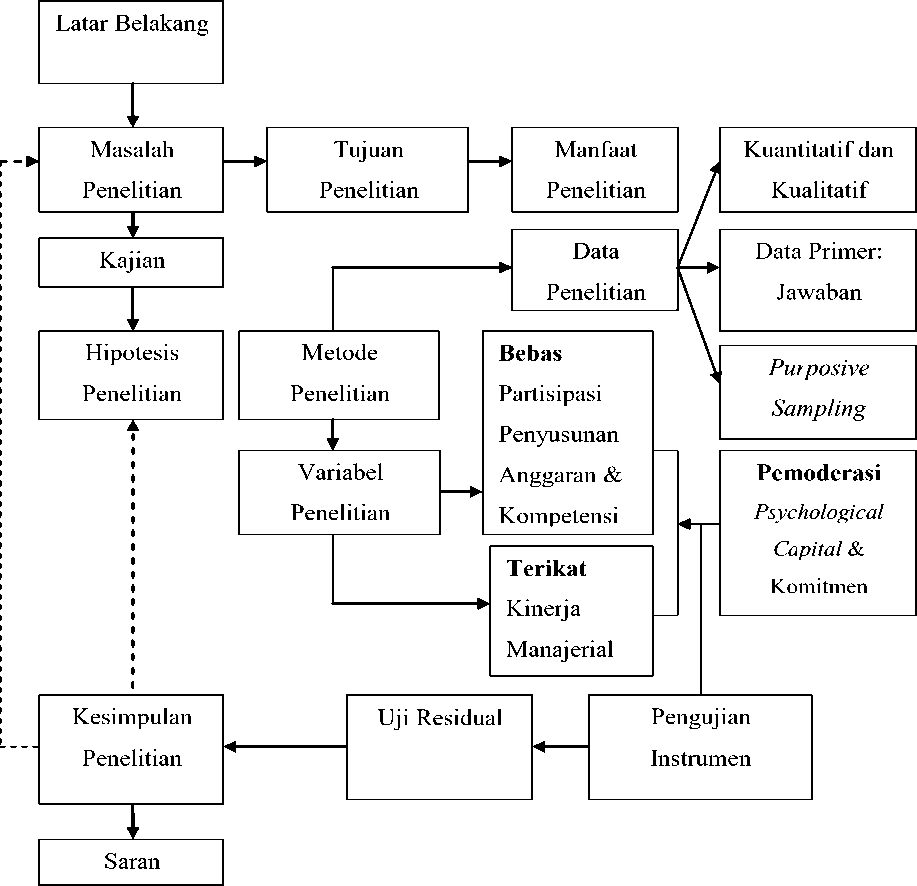 Latar Belakang
Masalah
Penelitian
Tujuan
Penelitian
Manfaat
Penelitian
Kuantitatif dan
Kualitatif
Kajian
Data
Penelitian
Data Primer:
Jawaban
Hipotesis
Penelitian
Metode
Penelitian
Bebas
Partisipasi
Penyusunan
Anggaran &
Kompetensi
Purposive
Sampling
Variabel
Penelitian
Pemoderasi
Psychological
Capital &
Komitmen
Terikat
Kinerja
Manajerial
Kesimpulan
Penelitian
Uji Residual
Pengujian
Instrumen
Saran